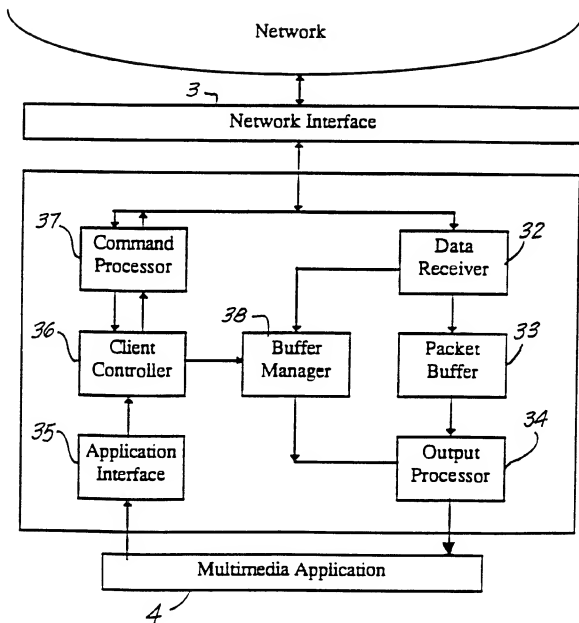 Network
3
Network Interface
37
Command
Processor
32
Data
Receiver
36
Client
Controller
38
Buffer
Manager
33
Packet
Buffer
35
Application
Interface
34
Output
Processor
Multimedia Application
4